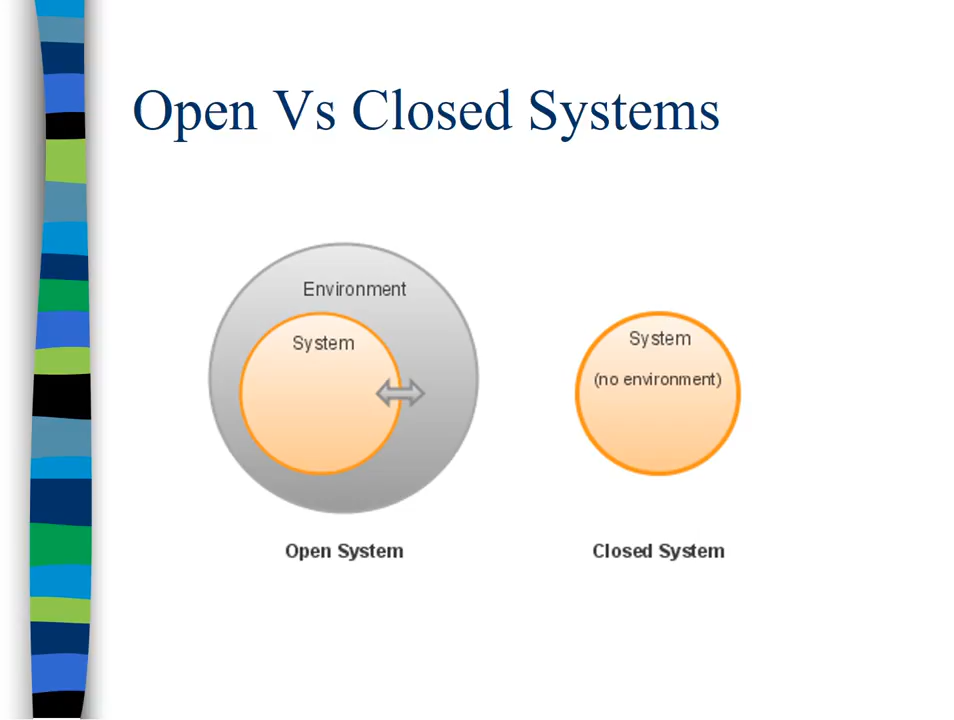 Open Vs Closed Systems
Environment
System
System
(no environment)
Open System
Closed System